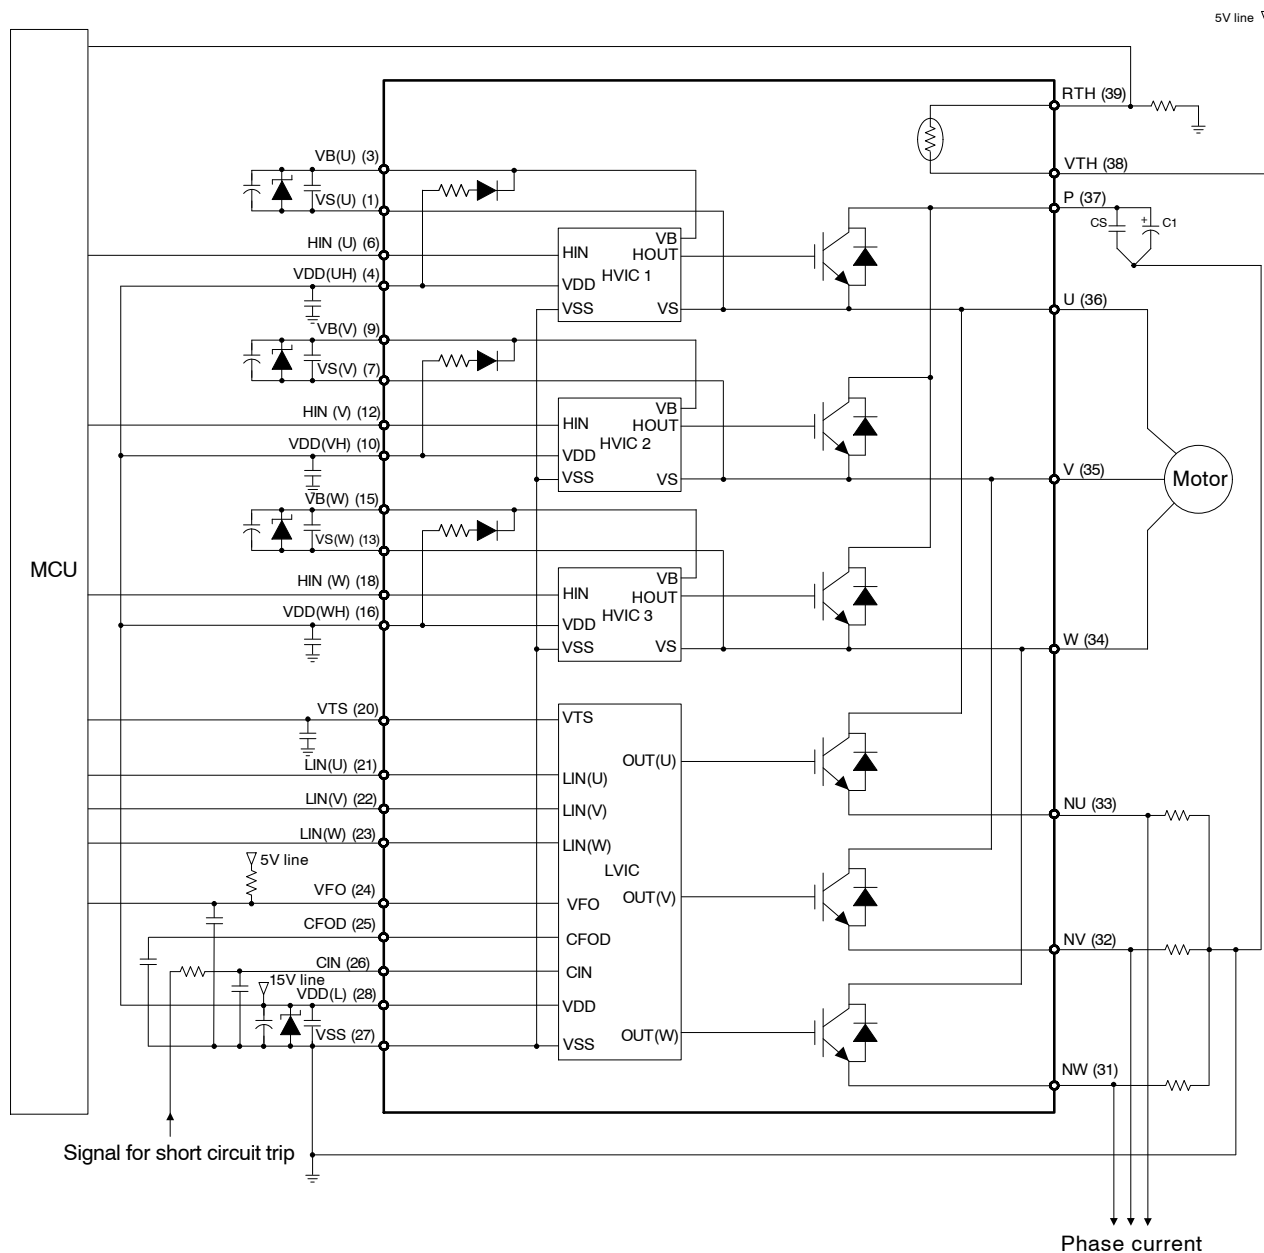 5V line
MCU
VB(U) (3)
VS(U) (1)
HIN (U) (6)
VDD(UH) (4)
VB(V) (9)
VS(V) (7)
HIN (V) (12)
VDD(VH) (10)
VB(W) (15)
VS(W) (13)
HIN (W) (18)
VDD(WH) (16)
VTS (20)
LIN(U) (21)
LIN(V) (22)
LIN(W) (23)
5V line
VFO (24)
CFOD (25)
CIN (26)
15V line
VDD(L) (28)
VSS (27)
Signal for short circuit trip
VB
HIN
HOUT
HVIC 1
VDD
VSS
VS
VB
HIN
HOUT
HVIC 2
VDD
VSS
VS
VB
HIN
HOUT
HVIC 3
VDD
VSS
VS
VTS
OUT(U)
LIN(U)
LIN(V)
LIN(W)
LVIC
VFO
OUT(V)
CFOD
CIN
VDD
OUT(W)
VSS
RTH (39)
VTH (38)
P (37)
CS
+
C1
U (36)
V (35)
Motor
W (34)
NU (33)
NV (32)
NW (31)
Phase current